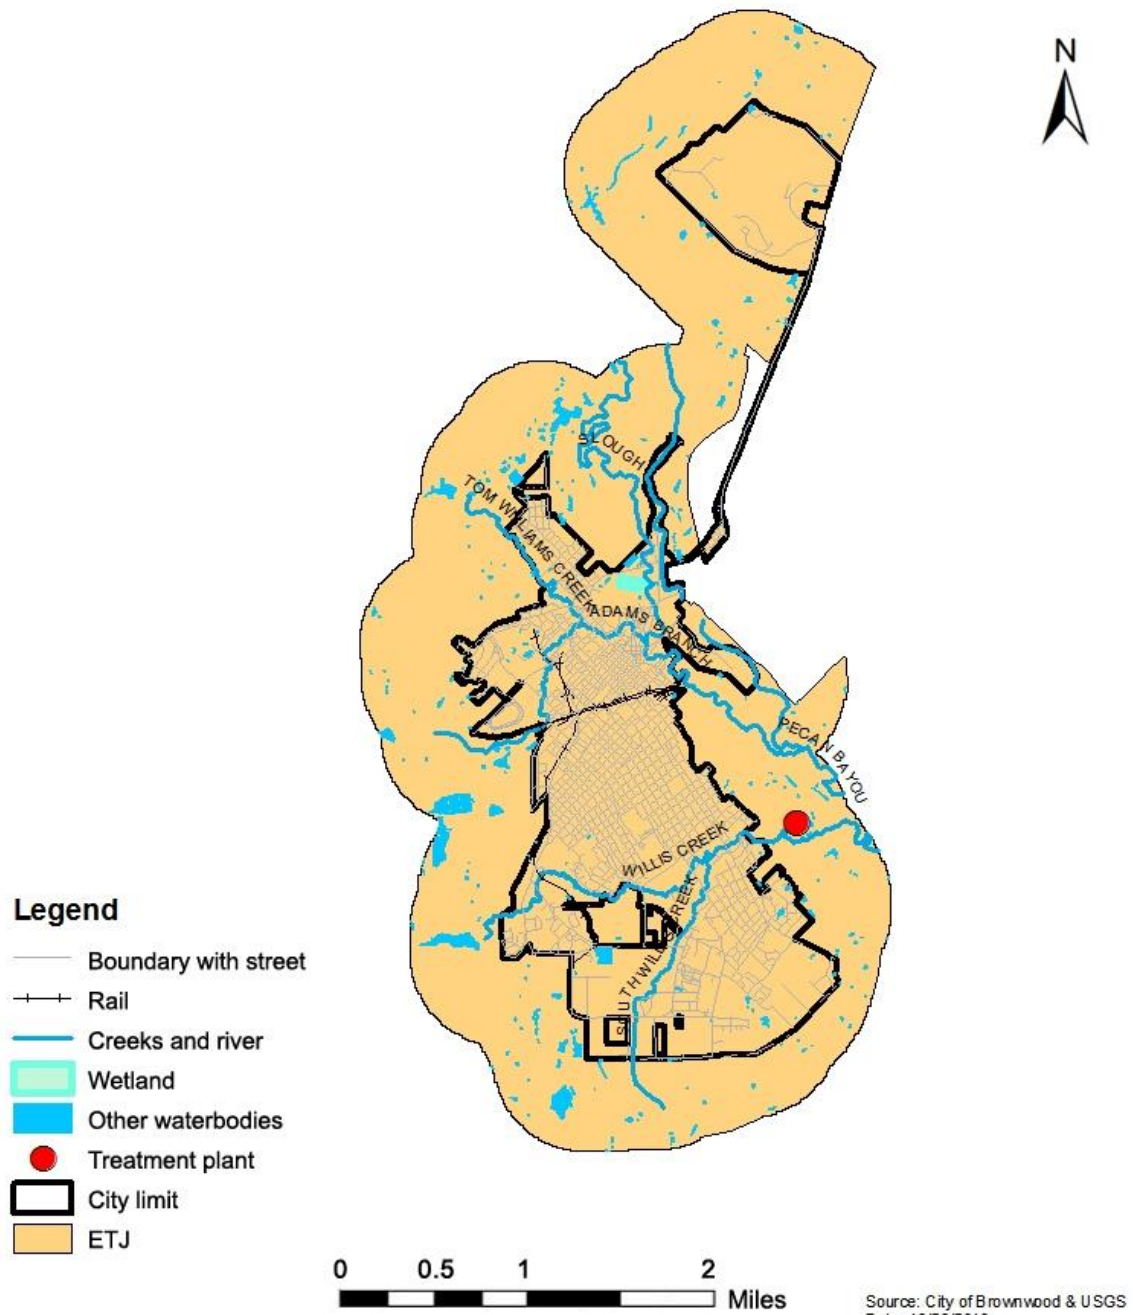 N
SLOUGH
TOM WILLIAMS CREEK
ADAMS BRANCH
PECAN BAYOU
WILLIS CREEK
SOUTHWILLIS CREEK
Legend
Boundary with street
Rail
Creeks and river
Wetland
Other waterbodies
Treatment plant
City limit
ETJ
0 0.5 1 2
Miles
Source: City of Brownwood & USGS